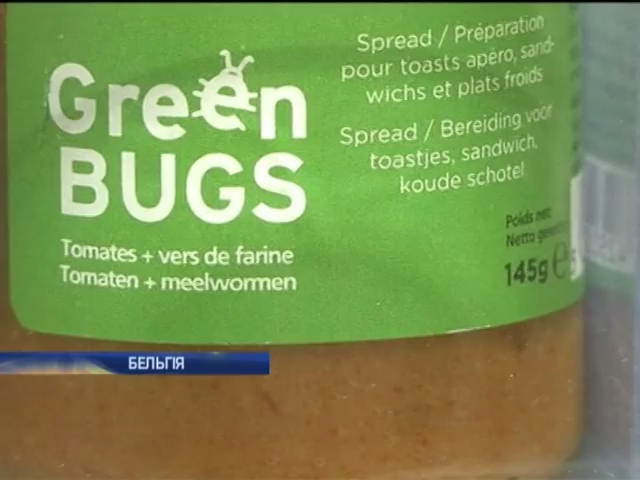 Green
BUGS
Tomates + vers de farine
Tomaten + meelwormen
Spread / Préparation
pour toasts apéro, sand-
wichs et plats froids
Spread / Bereiding voor
toastjes, sandwich,
koude schotel
Poids net
Netto
145g e
БЕЛЬГІЯ